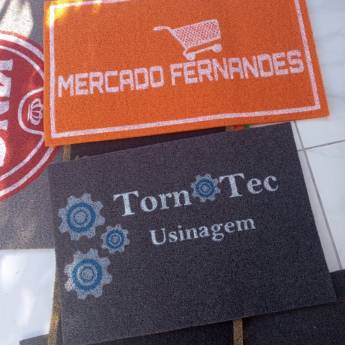 MERCADO FERNANDES
Torn Tec
Usinagem